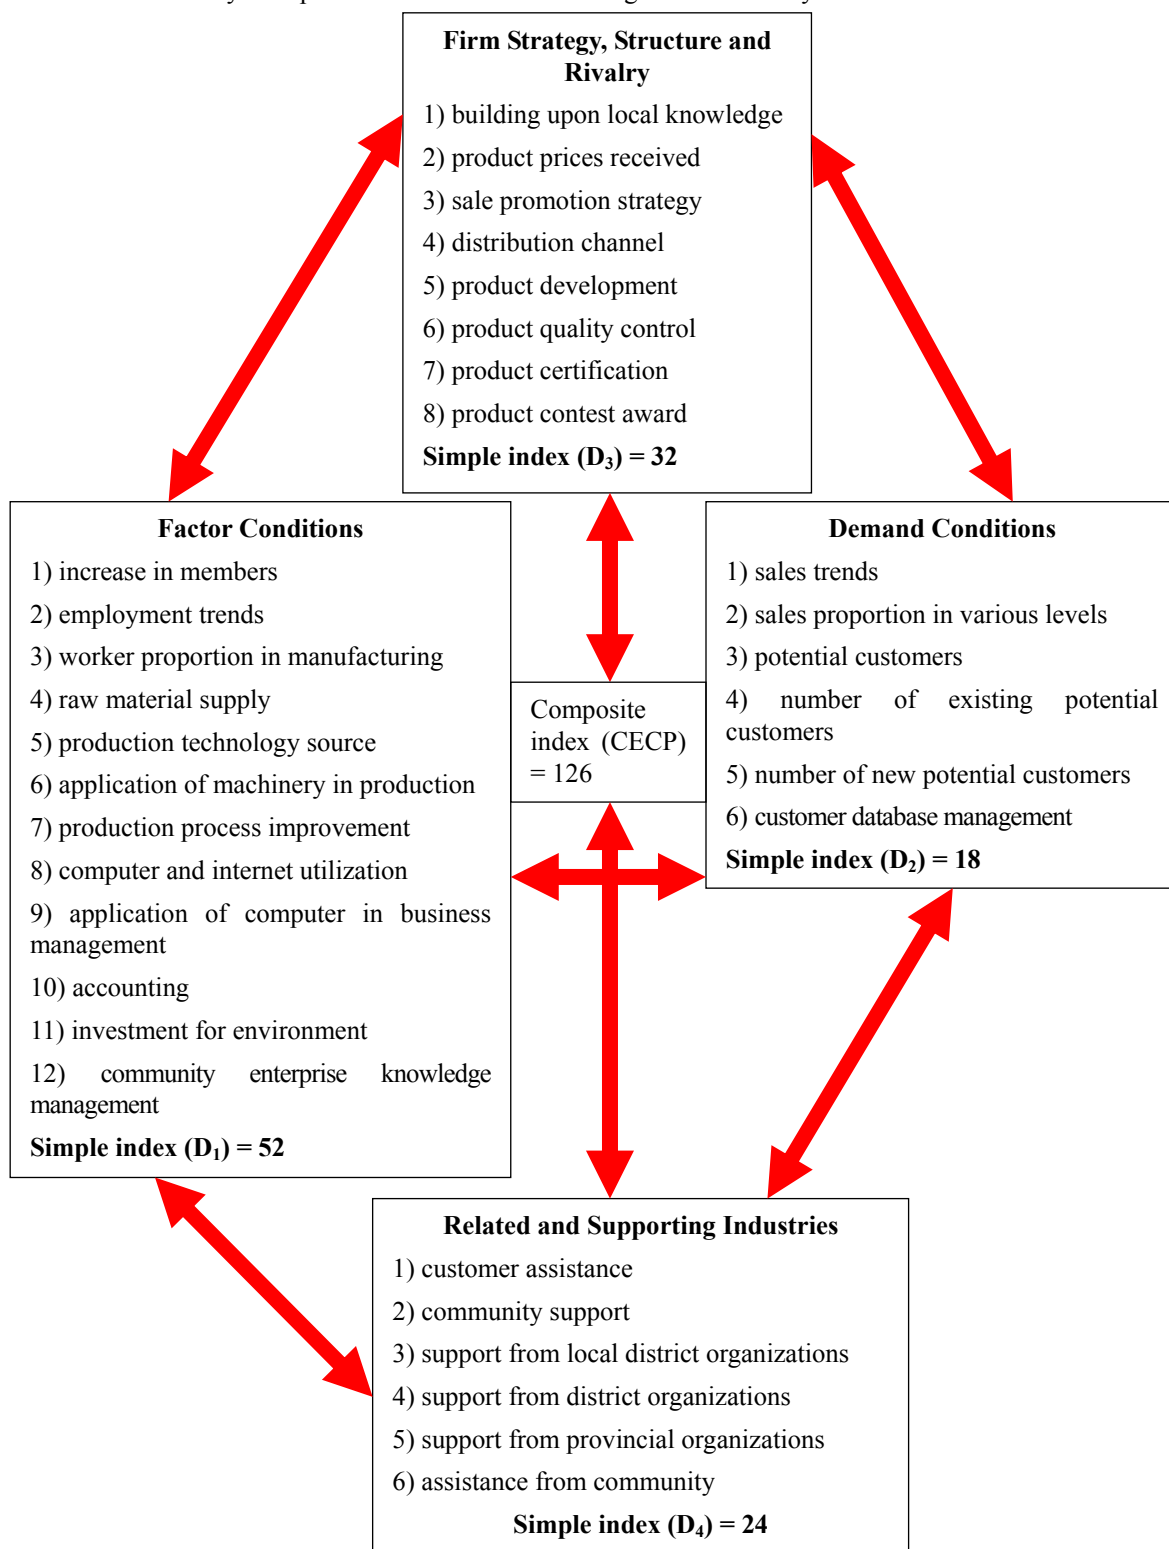 Firm Strategy, Structure and
Rivalry
1) building upon local knowledge
2) product prices received
3) sale promotion strategy
4) distribution channel
5) product development
6) product quality control
7) product certification
8) product contest award
Simple index (D₃) = 32
Factor Conditions
1) increase in members
2) employment trends
3) worker proportion in manufacturing
4) raw material supply
5) production technology source
6) application of machinery in production
7) production process improvement
8) computer and internet utilization
9) application of computer in business
management
10) accounting
11) investment for environment
12) community enterprise knowledge
management
Simple index (D₁) = 52
Composite
index (CECP)
= 126
Demand Conditions
1) sales trends
2) sales proportion in various levels
3) potential customers
4) number of existing potential
customers
5) number of new potential customers
6) customer database management
Simple index (D₂) = 18
Related and Supporting Industries
1) customer assistance
2) community support
3) support from local district organizations
4) support from district organizations
5) support from provincial organizations
6) assistance from community
Simple index (D₄) = 24